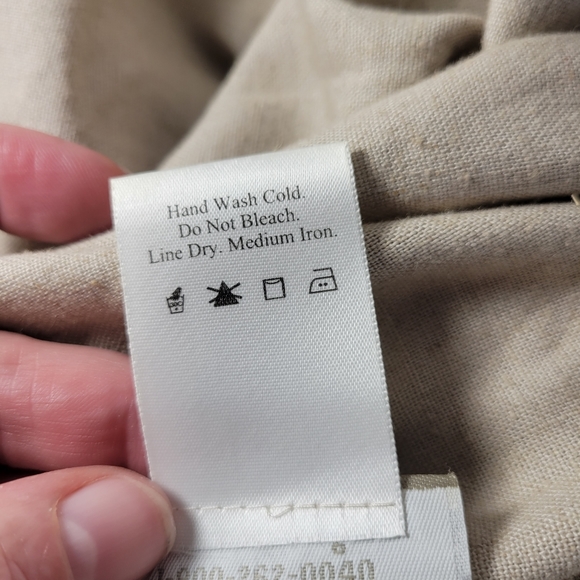 Hand Wash Cold.
Do Not Bleach.
Line Dry. Medium Iron.